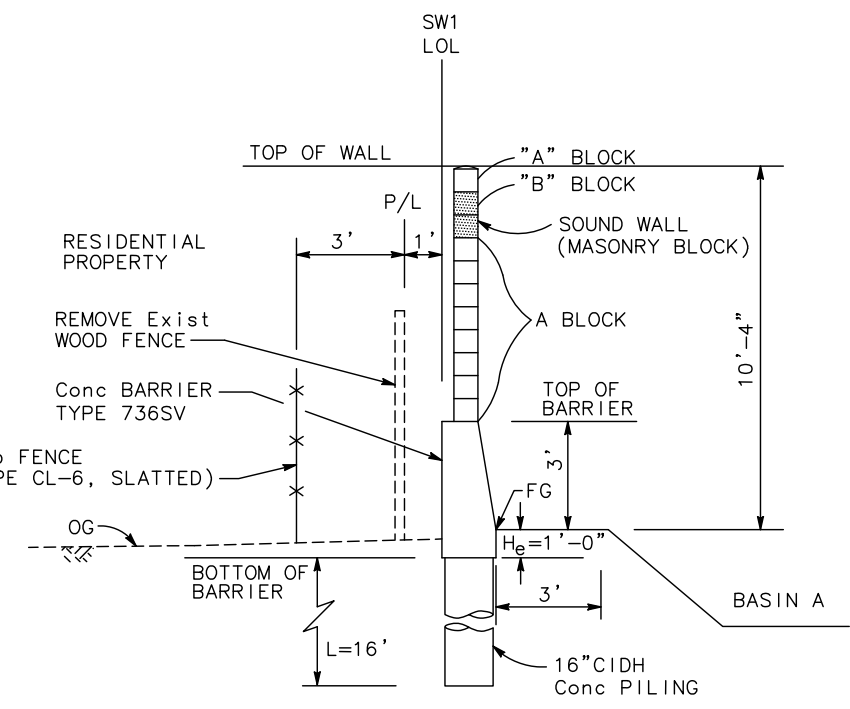 SW1
LOL
TOP OF WALL
"A" BLOCK
"B" BLOCK
P/L
SOUND WALL
(MASONRY BLOCK)
RESIDENTIAL
PROPERTY
3'
1'
REMOVE Exist
WOOD FENCE
A BLOCK
10'-4"
Conc BARRIER
TYPE 736SV
TOP OF
BARRIER
3'
FENCE
CL-6, SLATTED)
FG
OG
He=1'-0"
BOTTOM OF
BARRIER
3'
BASIN A
L=16'
16"CIDH
Conc PILING